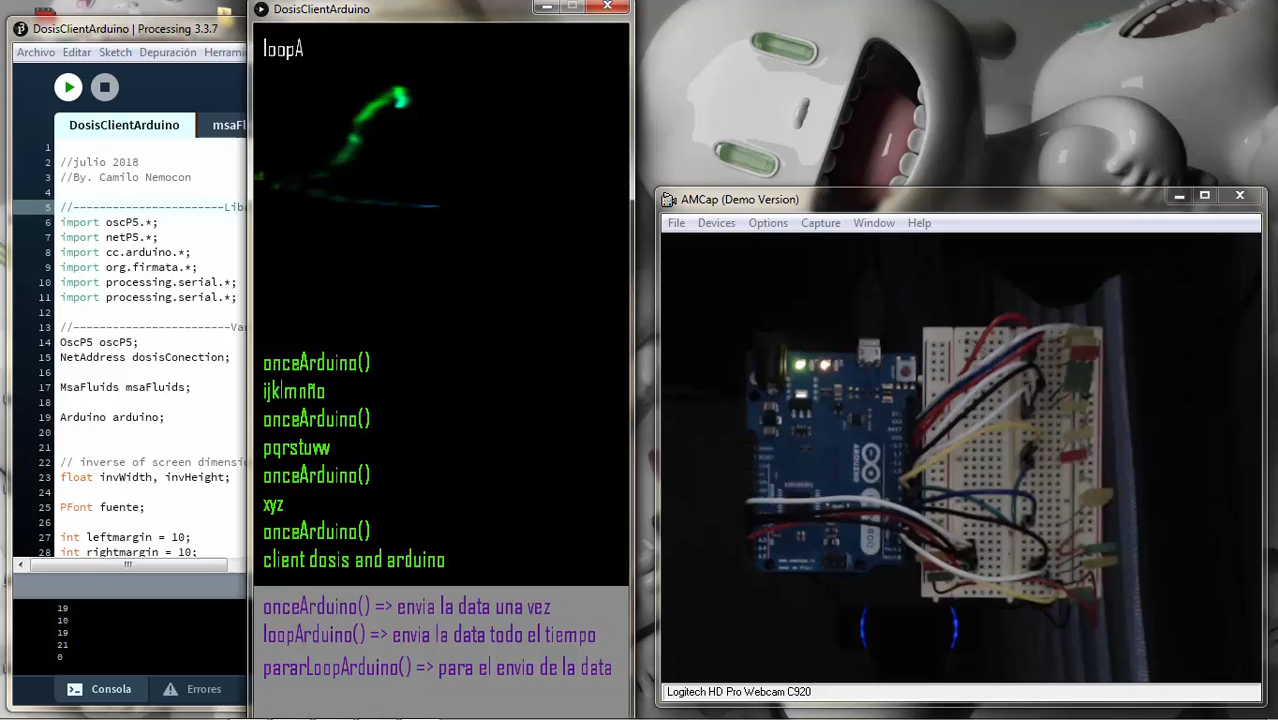 DosisClientArduino | Processing 3.3.7
Archivo Editar Sketch Depuración Herrami
DosisClientArduino msaFl
1
2 //julio 2018
3 //By. Camilo Nemocon
4
5 //-----------------------Lib
6 import oscP5.*;
7 import netP5.*;
8 import cc.arduino.*;
9 import org.firmata.*;
10 import processing.serial.*;
11 import processing.serial.*;
12
13 //------------------------Va
14 OscP5 oscP5;
15 NetAddress dosisConection;
16
17 MsaFluids msaFluids;
18
19 Arduino arduino;
20
21
22 // inverse of screen dimensi
23 float invWidth, invHeight;
24
25 PFont fuente;
26
27 int leftmargin = 10;
28 int rightmargin = 10;
19
10
19
21
0
Consola Errores
DosisClientArduino
loopA
onceArduino()
ijklmnño
onceArduino()
pqrstuvw
onceArduino()
xyz
onceArduino()
client dosis and arduino
onceArduino() => envia la data una vez
loopArduino() => envia la data todo el tiempo
pararLoopArduino() => para el envio de la data
AMCap (Demo Version)
File Devices Options Capture Window Help
Logitech HD Pro Webcam C920